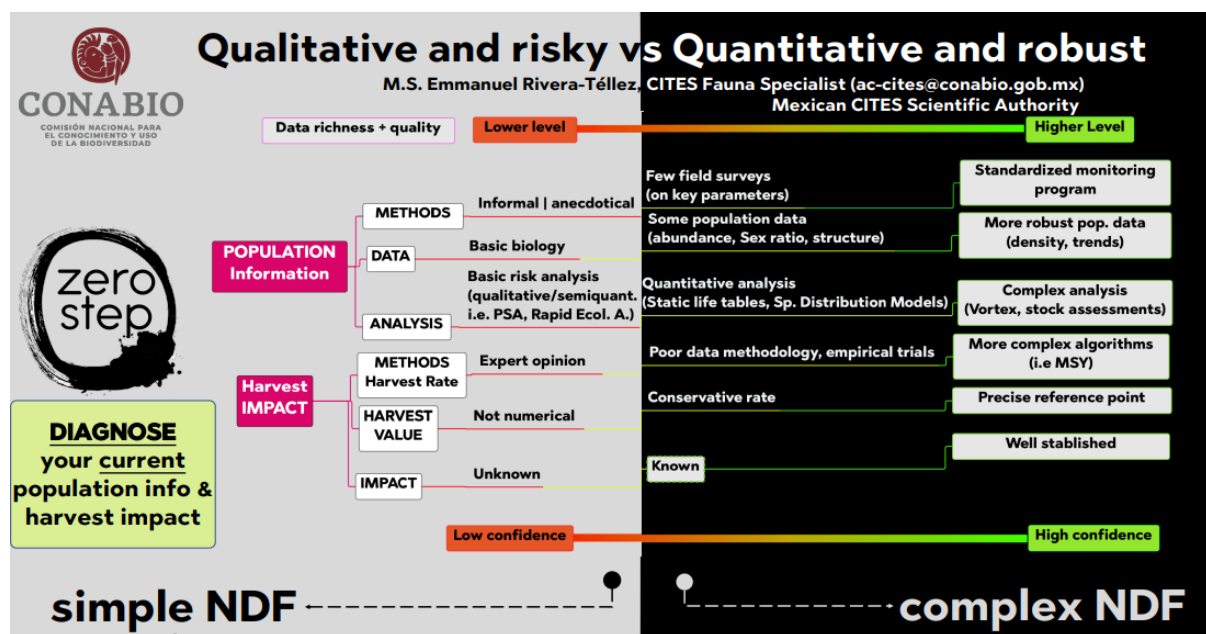 Qualitative and risky vs Quantitative and robust
M.S. Emmanuel Rivera-Téllez, CITES Fauna Specialist (ac-cites@conabio.gob.mx)
Mexican CITES Scientific Authority
CONABIO
COMISIÓN NACIONAL PARA
EL CONOCIMIENTO Y USO
DE LA BIODIVERSIDAD
Data richness + quality
Lower level
Higher Level
zero
step
DIAGNOSE
your current
population info &
harvest impact
POPULATION
Information
METHODS
Informal | anecdotical
Few field surveys
(on key parameters)
Standardized monitoring
program
DATA
Basic biology
Some population data
(abundance, Sex ratio, structure)
More robust pop. data
(density, trends)
ANALYSIS
Basic risk analysis
(qualitative/semiquant.
i.e. PSA, Rapid Ecol. A.)
Quantitative analysis
(Static life tables, Sp. Distribution Models)
Complex analysis
(Vortex, stock assessments)
Harvest
IMPACT
METHODS
Harvest Rate
Expert opinion
Poor data methodology, empirical trials
More complex algorithms
(i.e MSY)
HARVEST
VALUE
Not numerical
Conservative rate
Precise reference point
IMPACT
Unknown
Known
Well stablished
Low confidence
High confidence
simple NDF
complex NDF